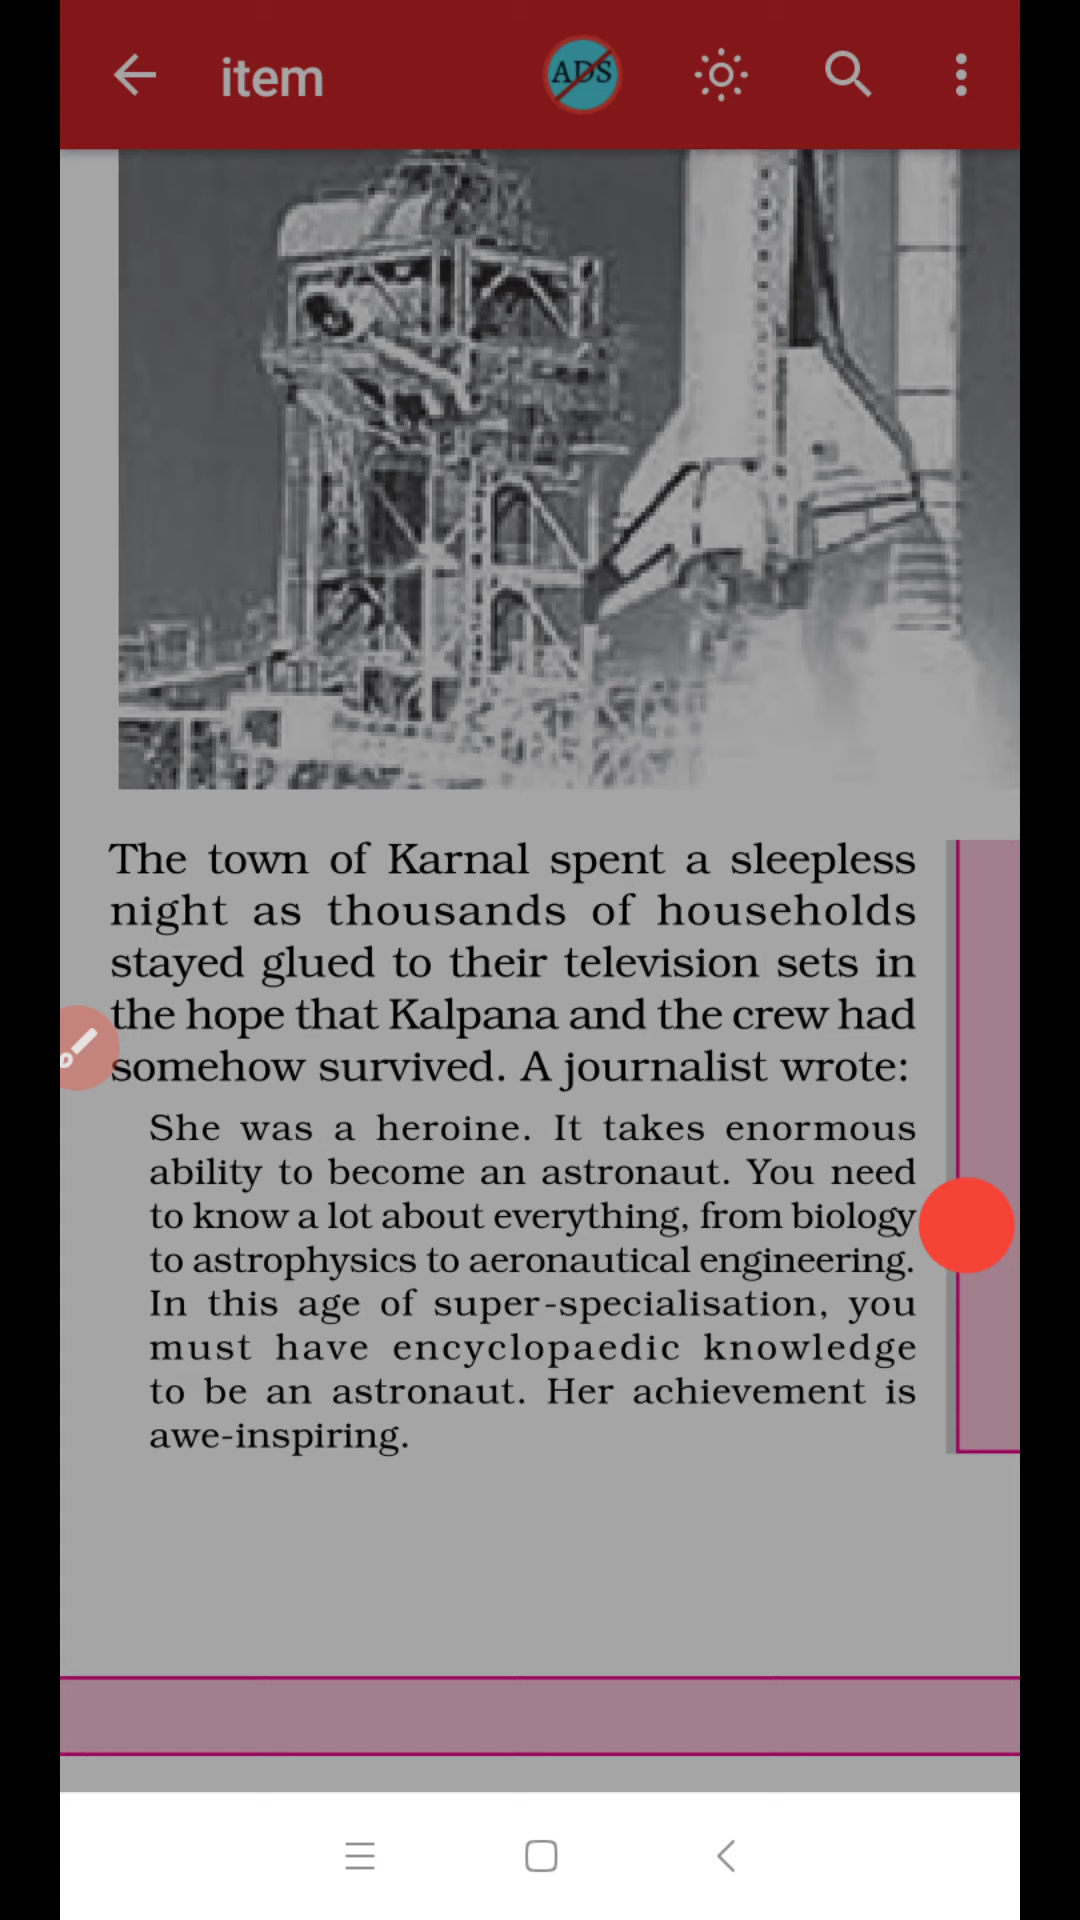 item
ADS
The town of Karnal spent a sleepless
night as thousands of households
stayed glued to their television sets in
the hope that Kalpana and the crew had
somehow survived. A journalist wrote:
She was a heroine. It takes enormous
ability to become an astronaut. You need
to know a lot about everything, from biology
to astrophysics to aeronautical engineering.
In this age of super-specialisation, you
must have encyclopaedic knowledge
to be an astronaut. Her achievement is
awe-inspiring.